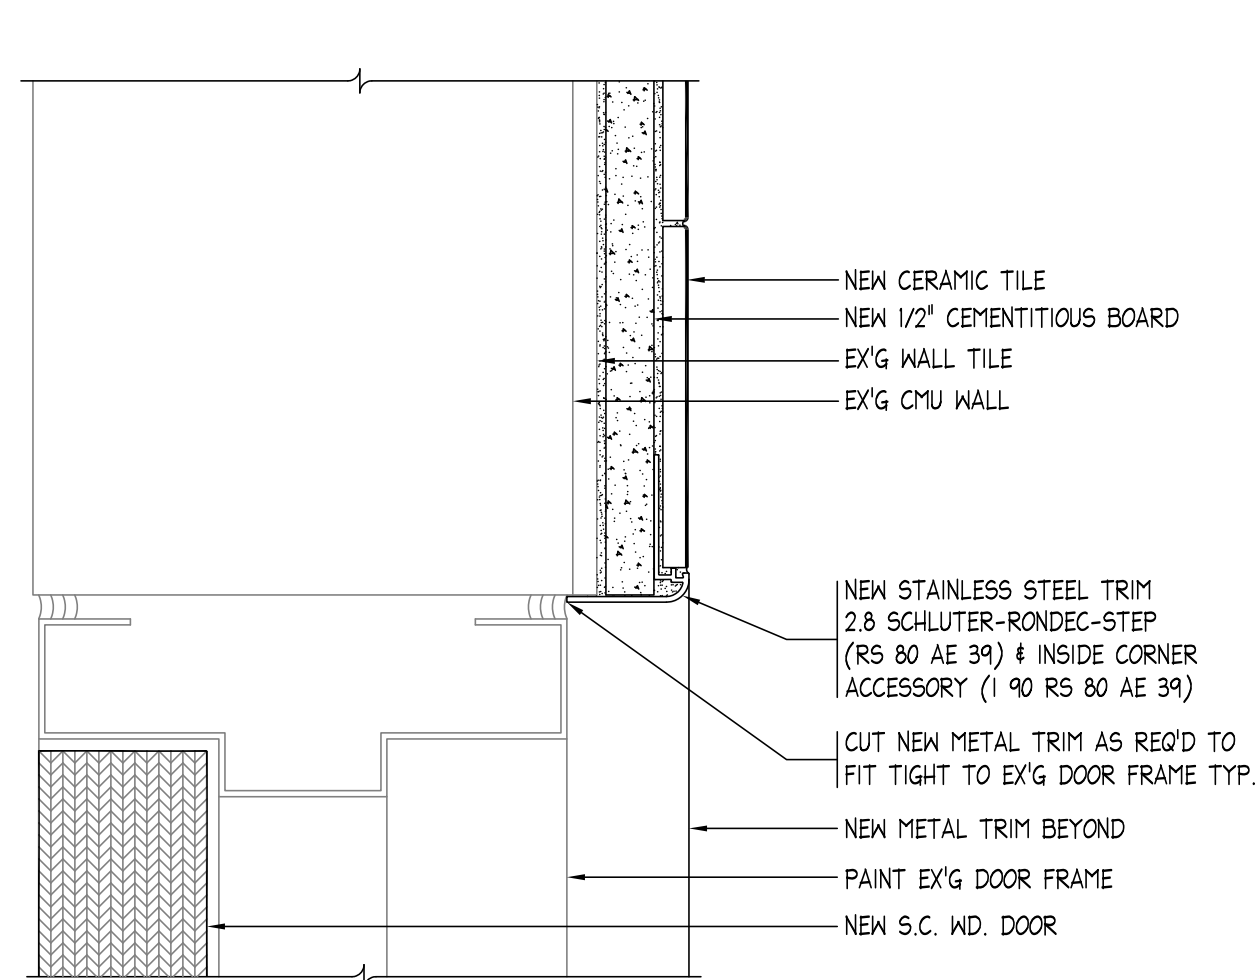 NEW CERAMIC TILE
NEW 1/2" CEMENTITIOUS BOARD
EX'G WALL TILE
EX'G CMU WALL
NEW STAINLESS STEEL TRIM
2.8 SCHLUTER-RONDEC-STEP
(RS 80 AE 39) & INSIDE CORNER
ACCESSORY (I 90 RS 80 AE 39)
CUT NEW METAL TRIM AS REQ'D TO
FIT TIGHT TO EX'G DOOR FRAME TYP.
NEW METAL TRIM BEYOND
PAINT EX'G DOOR FRAME
NEW S.C. WD. DOOR